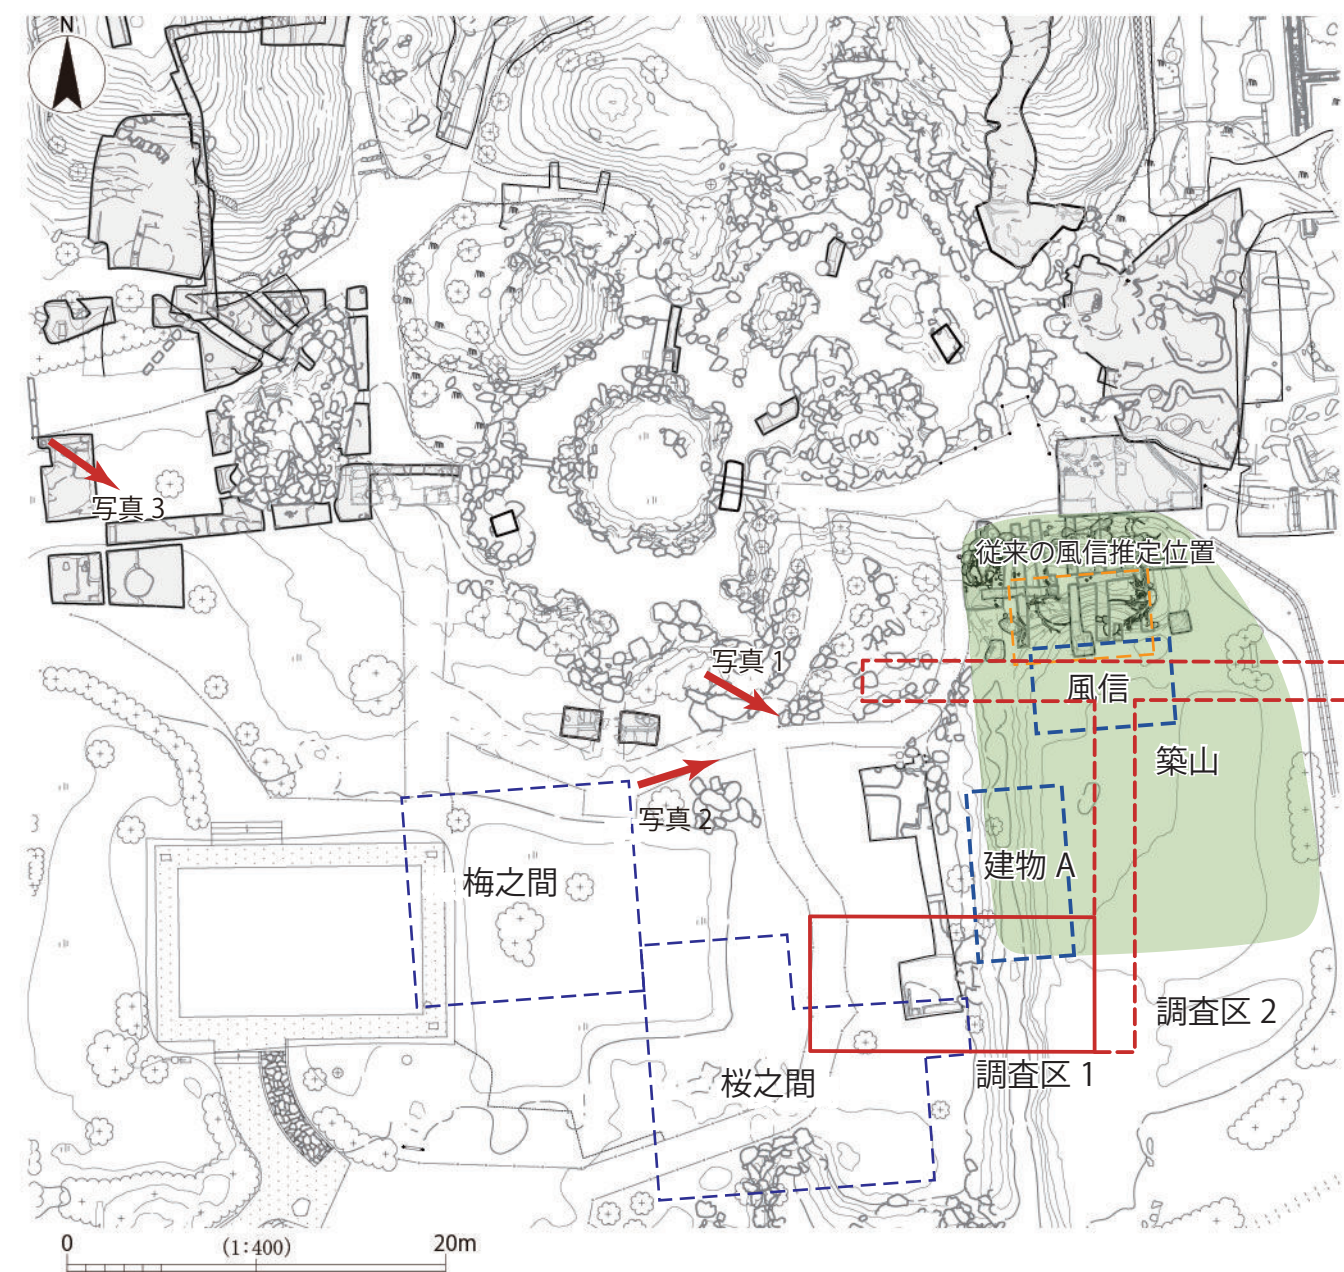 N
写真 3
従来の風信推定位置
写真 1
風信
築山
写真 2
建物 A
梅之間
調査区 2
桜之間
調査区 1
0
(1:400)
20m